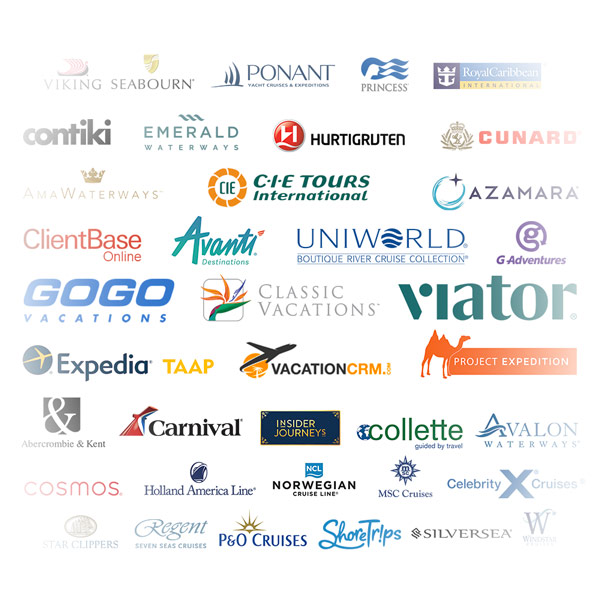 VIKING SEABOURN®
PONANT
YACHT CRUISES & EXPEDITIONS
PRINCESS®
RoyalCaribbean
INTERNATIONAL
contiki
EMERALD
WATERWAYS
H HURTIGRUTEN
CUNARD
AMAWATERWAYS™
CIE
C·I·E TOURS
International
AZAMARA
ClientBase
Online
Avanti
Destinations
UNIWORLD®
BOUTIQUE RIVER CRUISE COLLECTION®
g
G Adventures
GOGO
VACATIONS
CLASSIC
VACATIONS
viator®
Expedia® TAAP
VACATIONCRM.COM
PROJECT EXPEDITION
&
Abercrombie & Kent
Carnival®
INSIDER
JOURNEYS
collette
guided by travel
AVALON
WATERWAYS®
cosmos®
Holland America Line®
NCL
NORWEGIAN
CRUISE LINE®
MSC Cruises
Celebrity X Cruises®
STAR CLIPPERS
Regent
SEVEN SEAS CRUISES
P&O CRUISES
ShoreTrips
SILVERSEA®
W
WINDSTAR